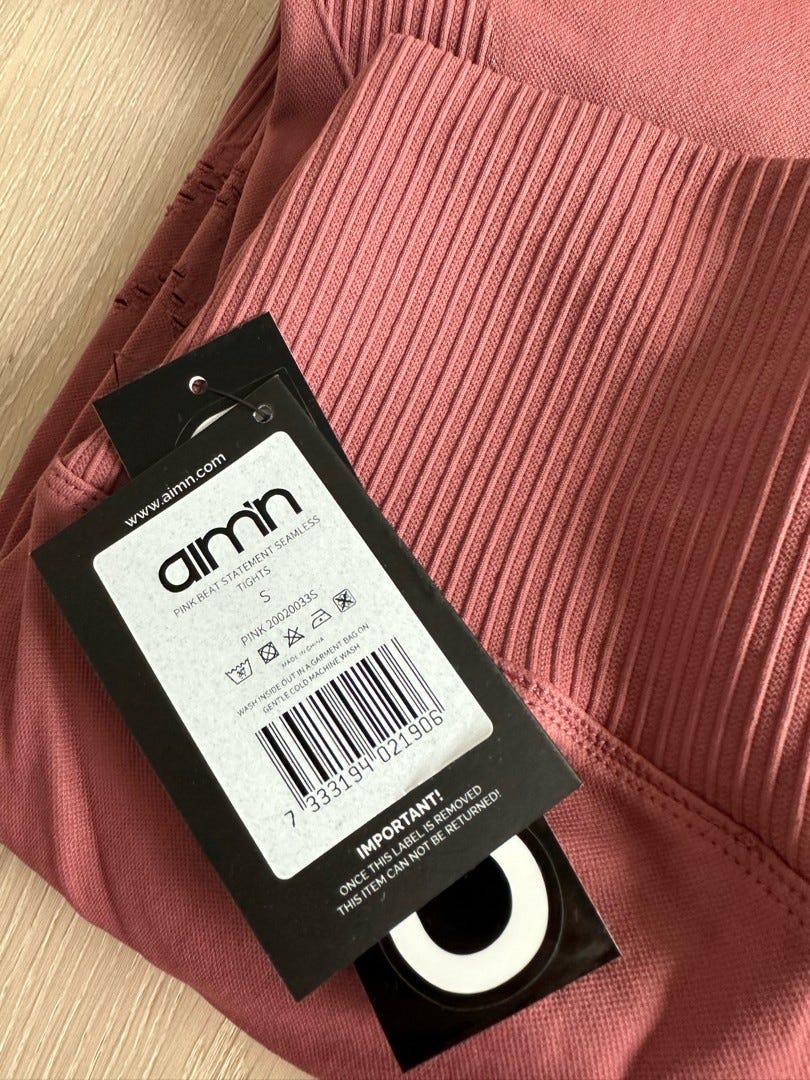 www.aimn.com
aim'n
PINK BEAT STATEMENT SEAMLESS
TIGHTS
S
PINK 20020033S
30
MADE IN CHINA
WASH INSIDE OUT IN A GARMENT BAG ON
GENTLE COLD MACHINE WASH
7 333194 021906
IMPORTANT!
ONCE THIS LABEL IS REMOVED
THIS ITEM CAN NOT BE RETURNED!